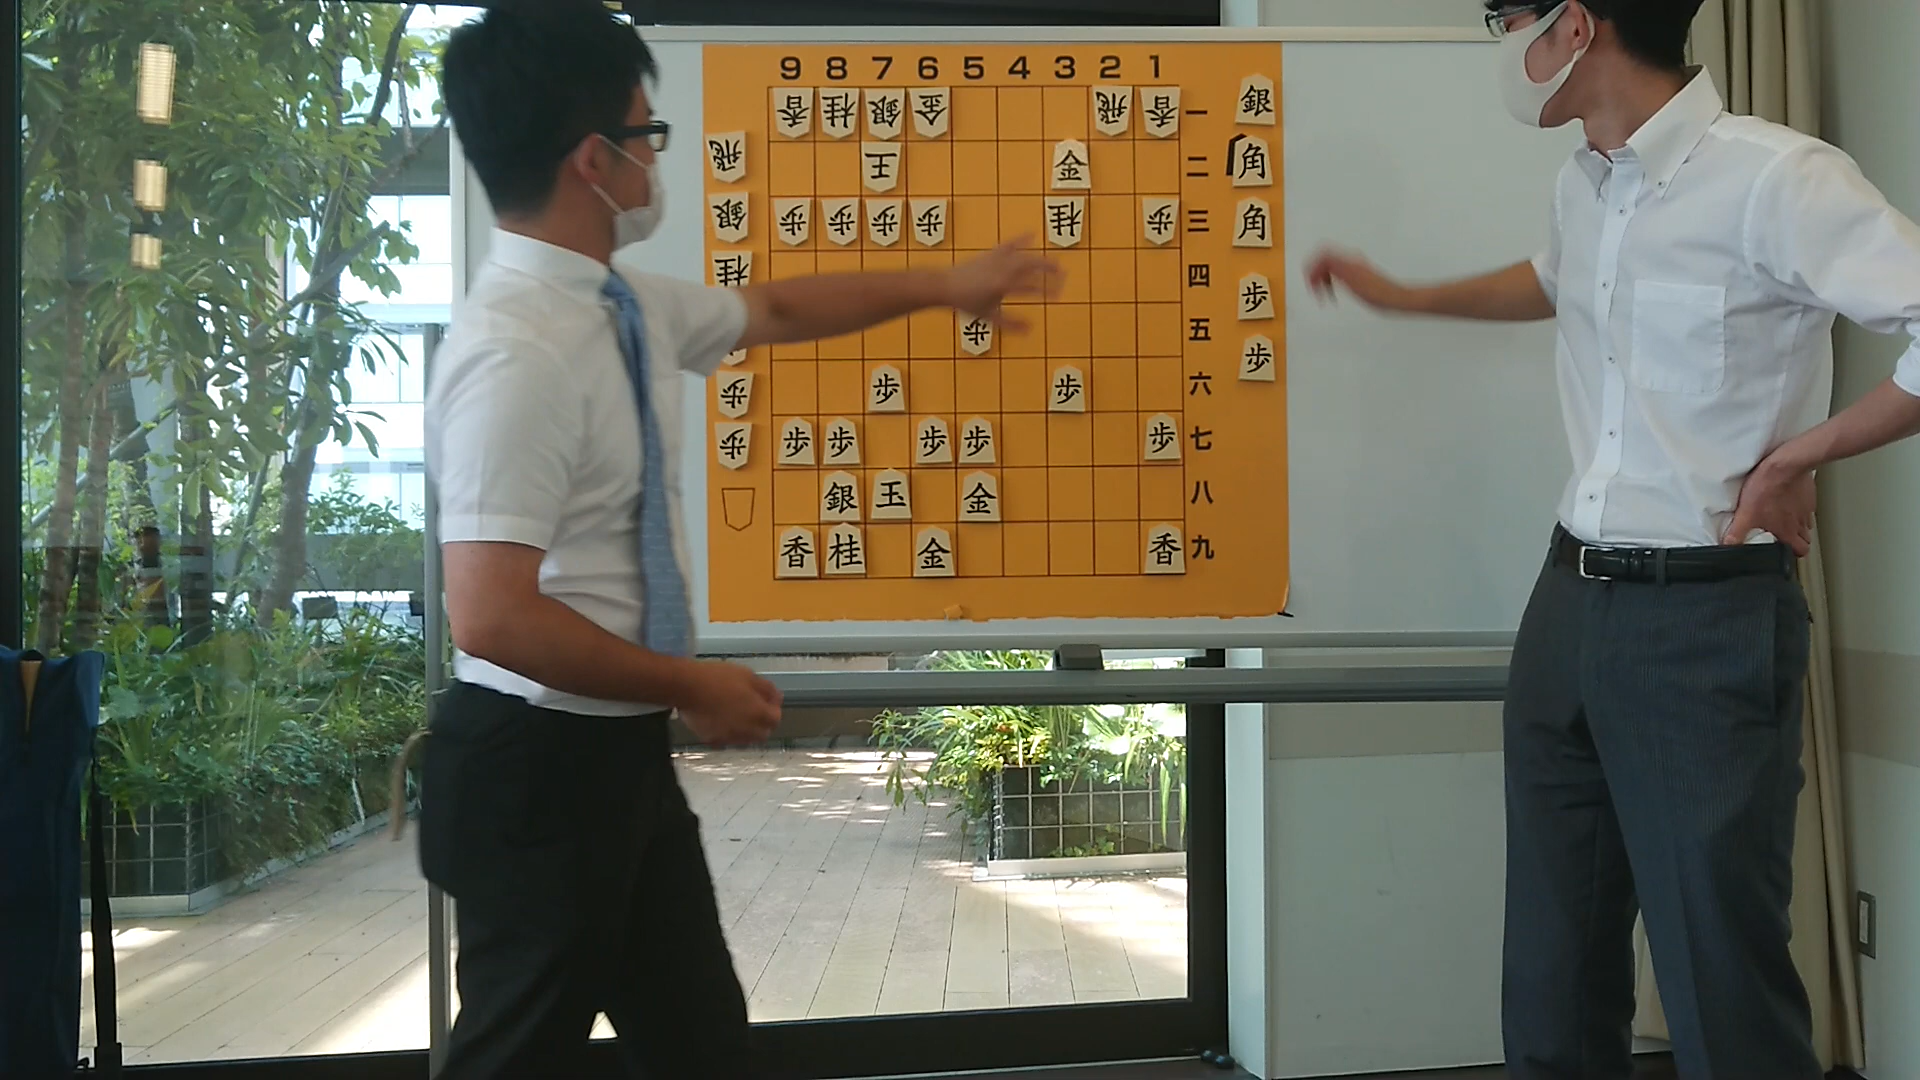 9 8 7 6 5 4 3 2 1
香 桂 銀 金 飛 香 一
王 金 二
歩 歩 歩 歩 桂 歩 三
四
歩 五
歩 歩 六
歩 歩 歩 歩 歩 七
銀 玉 金 八
香 桂 金 香 九
飛
銀
桂
歩
歩
銀
角
角
歩
歩